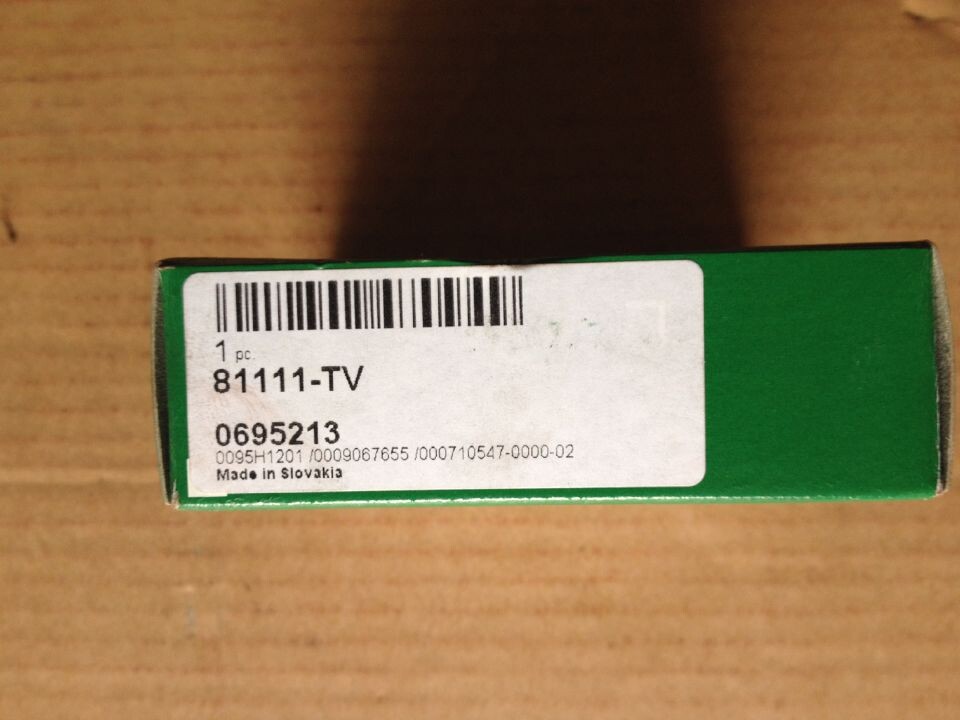 1 pc.
81111-TV
0695213
0095H1201 /0009067655 /000710547-0000-02
Made in Slovakia